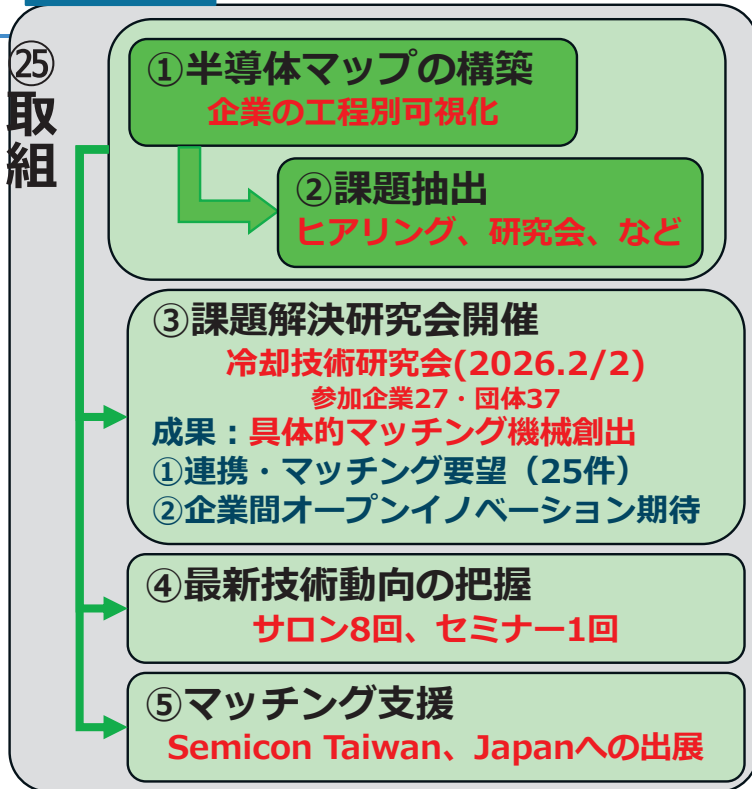 ㉕取組
①半導体マップの構築
企業の工程別可視化
②課題抽出
ヒアリング、研究会、など
③課題解決研究会開催
冷却技術研究会(2026.2/2)
参加企業27・団体37
成果：具体的マッチング機械創出
①連携・マッチング要望（25件）
②企業間オープンイノベーション期待
④最新技術動向の把握
サロン8回、セミナー1回
⑤マッチング支援
Semicon Taiwan、Japanへの出展